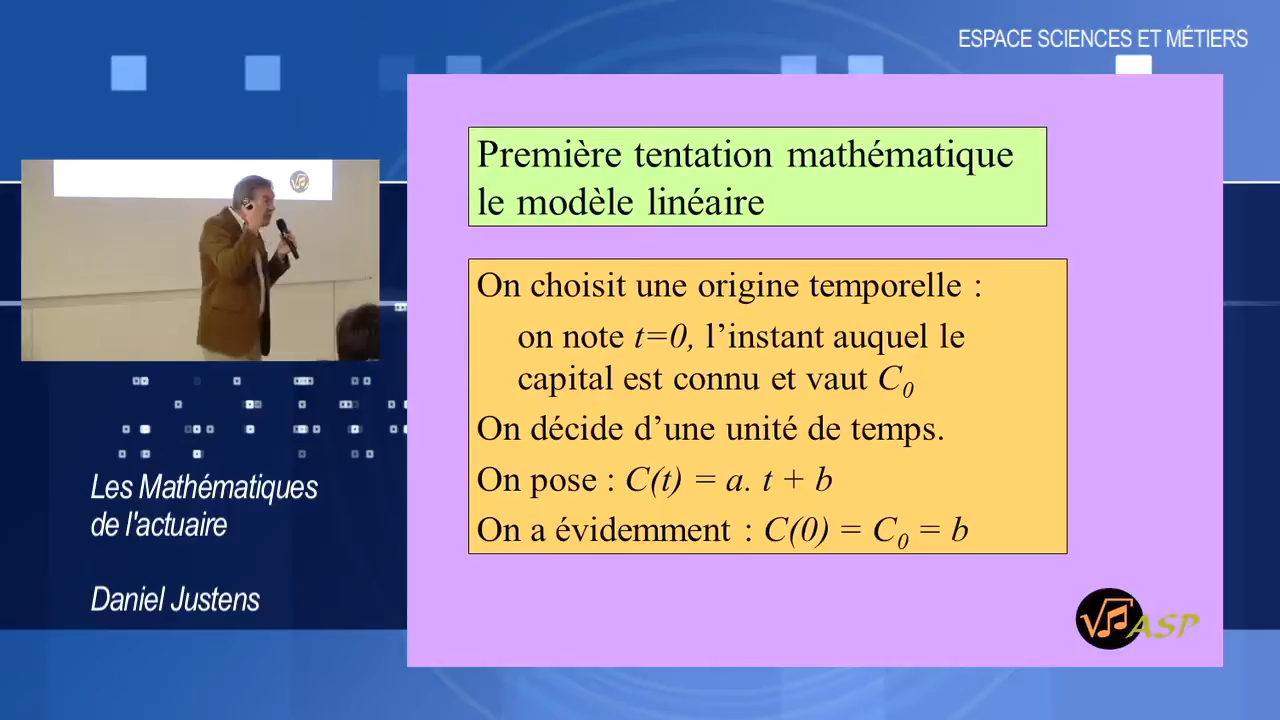 ESPACE SCIENCES ET MÉTIERS
Première tentation mathématique
le modèle linéaire
On choisit une origine temporelle :
on note t=0, l’instant auquel le
capital est connu et vaut C₀
On décide d’une unité de temps.
On pose : C(t) = a. t + b
On a évidemment : C(0) = C₀ = b
Les Mathématiques
de l'actuaire
Daniel Justens
ASP